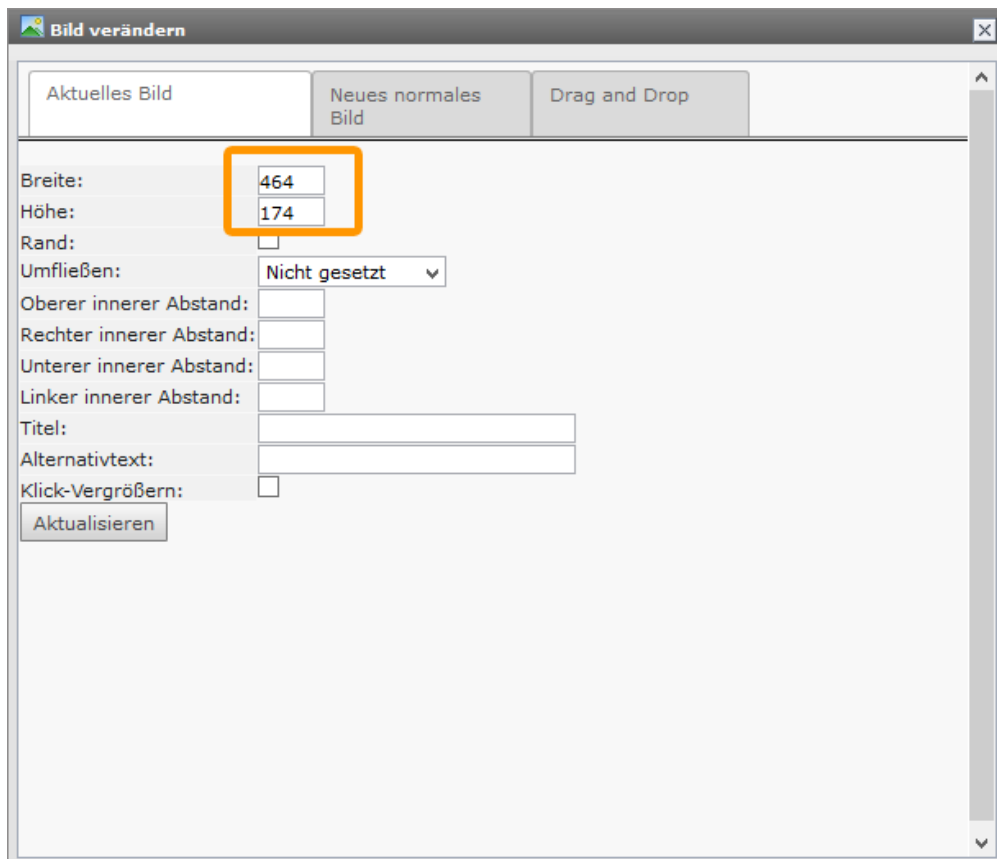 Bild verändern
Aktuelles Bild
Neues normales
Bild
Drag and Drop
Breite: 464
Höhe: 174
Rand:
Umfließen: Nicht gesetzt
Oberer innerer Abstand:
Rechter innerer Abstand:
Unterer innerer Abstand:
Linker innerer Abstand:
Titel:
Alternativtext:
Klick-Vergrößern:
Aktualisieren